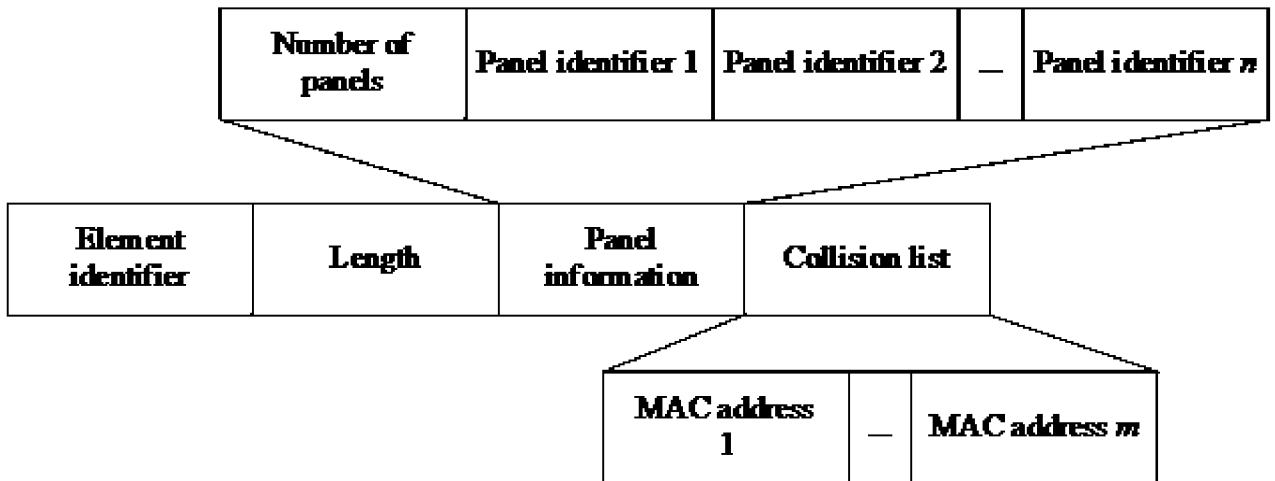 Number of
panels
Panel identifier 1
Panel identifier 2
...
Panel identifier n
Element
identifier
Length
Panel
information
Collision list
MAC address
1
...
MAC address m